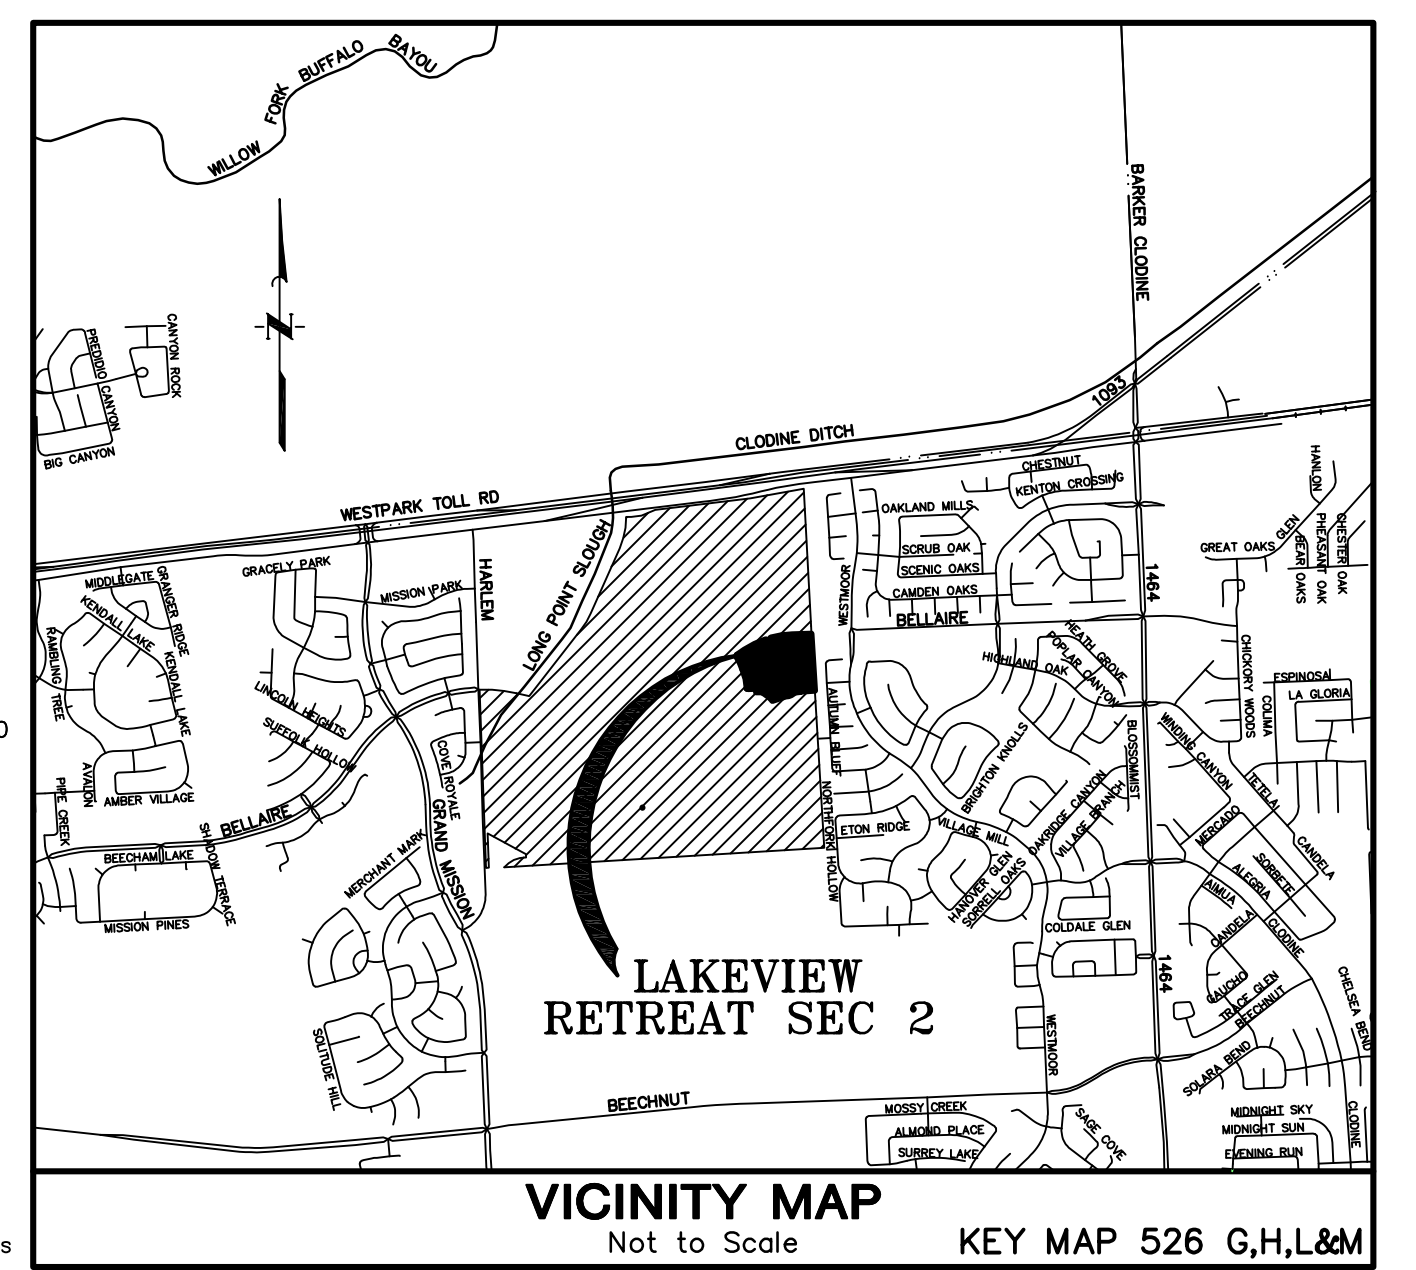 WILLOW FORK BUFFALO BAYOU
BARKER CLODINE
CANYON ROCK
PREDIDIO CANYON
BIG CANYON
1093
CLODINE DITCH
WESTPARK TOLL RD
CHESTNUT
KENTON CROSSING
HANLON
OAKLAND MILLS
SCRUB OAK
SCENIC OAKS
CAMDEN OAKS
GREAT OAKS
GLEN
BEAR OAKS
PHEASANT OAK
CHESTER OAK
MIDDLEGATE
GRANGER RIDGE
KENDALL LAKE
KENDALL LAKE
RAMBLING TREE
GRACELY PARK
MISSION PARK
HARLEM
LONG POINT SLOUGH
WESTMOOR
BELLAIRE
1464
HEATH GROVE
POPLAR CANYON
HIGHLAND OAK
CHICKORY WOODS
ESPINOSA
LA GLORIA
COLIMA
LINCOLN HEIGHTS
SUFFOLK HOLLOW
COVE ROYALE
AUTUMN BLUFF
BRIGHTON KNOLLS
BLOSSOMMIST
WINDING CANYON
TETELA
AVALON
AMBER VILLAGE
PIPE CREEK
BELLAIRE
GRAND MISSION
NORTHFORK HOLLOW
ETON RIDGE
VILLAGE MILL
OAKRIDGE CANYON
VILLAGE BRANCH
MERCADO
CANDELA
BEECHAM LAKE
SHADOW TERRACE
MERCHANT MARK
MISSION PINES
HANOVER GLEN
SORRELL OAKS
SORBETE
ALEGRIA
AIMUA
CANDELA
CLODINE
COLDALE GLEN
1464
LAKEVIEW
RETREAT SEC 2
GAUCHO
TRACE GLEN
BEECHNUT
CHELSEA BEND
SOLITUDE HILL
WESTMOOR
SOLARA BEND
BEECHNUT
MOSSY CREEK
ALMOND PLACE
SURREY LAKE
SAGE COVE
MIDNIGHT SKY
MIDNIGHT SUN
EVENING RUN
CLODINE
VICINITY MAP
Not to Scale
KEY MAP 526 G,H,L&M